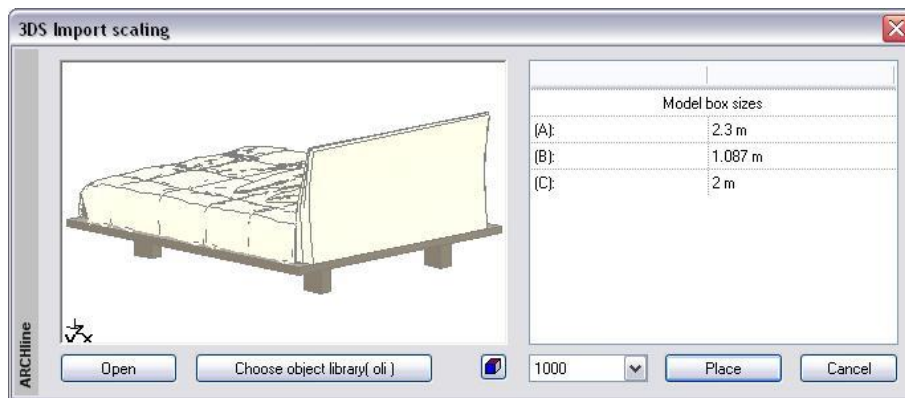 3DS Import scaling
Model box sizes
(A): 2.3 m
(B): 1.087 m
(C): 2 m
ARCHline
Open Choose object library( oli ) 1000 Place Cancel